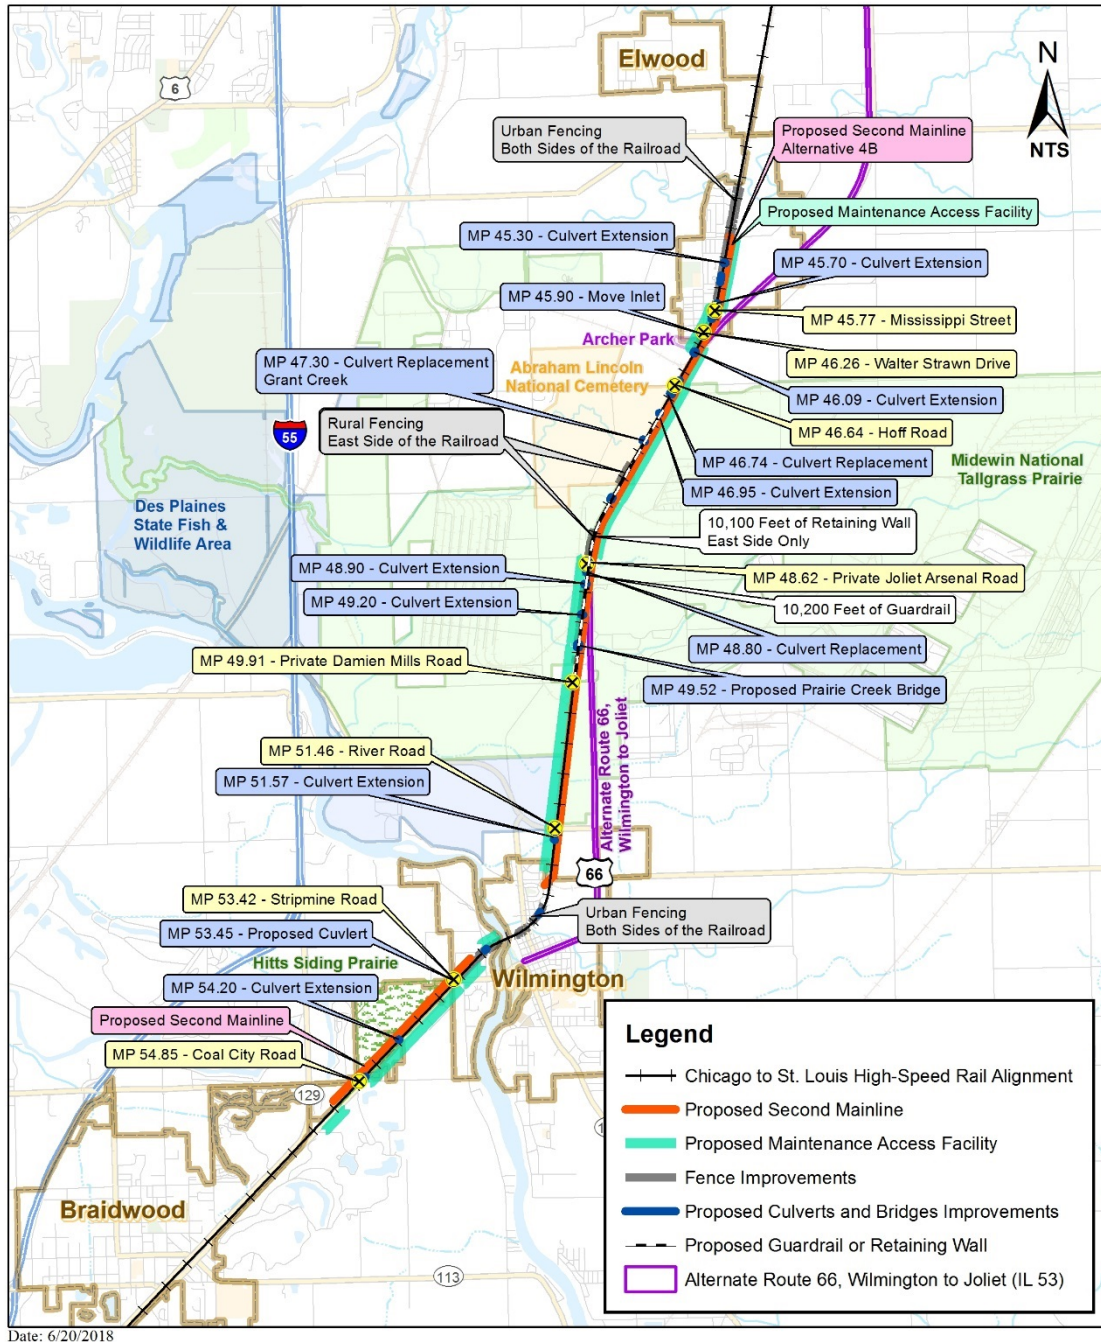 Elwood
6
N
NTS
Urban Fencing
Both Sides of the Railroad
Proposed Second Mainline
Alternative 4B
Proposed Maintenance Access Facility
MP 45.30 - Culvert Extension
MP 45.70 - Culvert Extension
MP 45.90 - Move Inlet
MP 45.77 - Mississippi Street
Archer Park
MP 46.26 - Walter Strawn Drive
MP 47.30 - Culvert Replacement
Grant Creek
Abraham Lincoln
National Cemetery
MP 46.09 - Culvert Extension
Rural Fencing
East Side of the Railroad
55
MP 46.64 - Hoff Road
MP 46.74 - Culvert Replacement
Midewin National
Tallgrass Prairie
MP 46.95 - Culvert Extension
Des Plaines
State Fish &
Wildlife Area
10,100 Feet of Retaining Wall
East Side Only
MP 48.90 - Culvert Extension
MP 48.62 - Private Joliet Arsenal Road
MP 49.20 - Culvert Extension
10,200 Feet of Guardrail
MP 48.80 - Culvert Replacement
MP 49.91 - Private Damien Mills Road
MP 49.52 - Proposed Prairie Creek Bridge
Alternate Route 66,
Wilmington to Joliet
MP 51.46 - River Road
MP 51.57 - Culvert Extension
66
MP 53.42 - Stripmine Road
Urban Fencing
Both Sides of the Railroad
MP 53.45 - Proposed Cuvlert
Hitts Siding Prairie
Wilmington
MP 54.20 - Culvert Extension
Proposed Second Mainline
MP 54.85 - Coal City Road
129
Braidwood
113
Legend
Chicago to St. Louis High-Speed Rail Alignment
Proposed Second Mainline
Proposed Maintenance Access Facility
Fence Improvements
Proposed Culverts and Bridges Improvements
Proposed Guardrail or Retaining Wall
Alternate Route 66, Wilmington to Joliet (IL 53)
Date: 6/20/2018